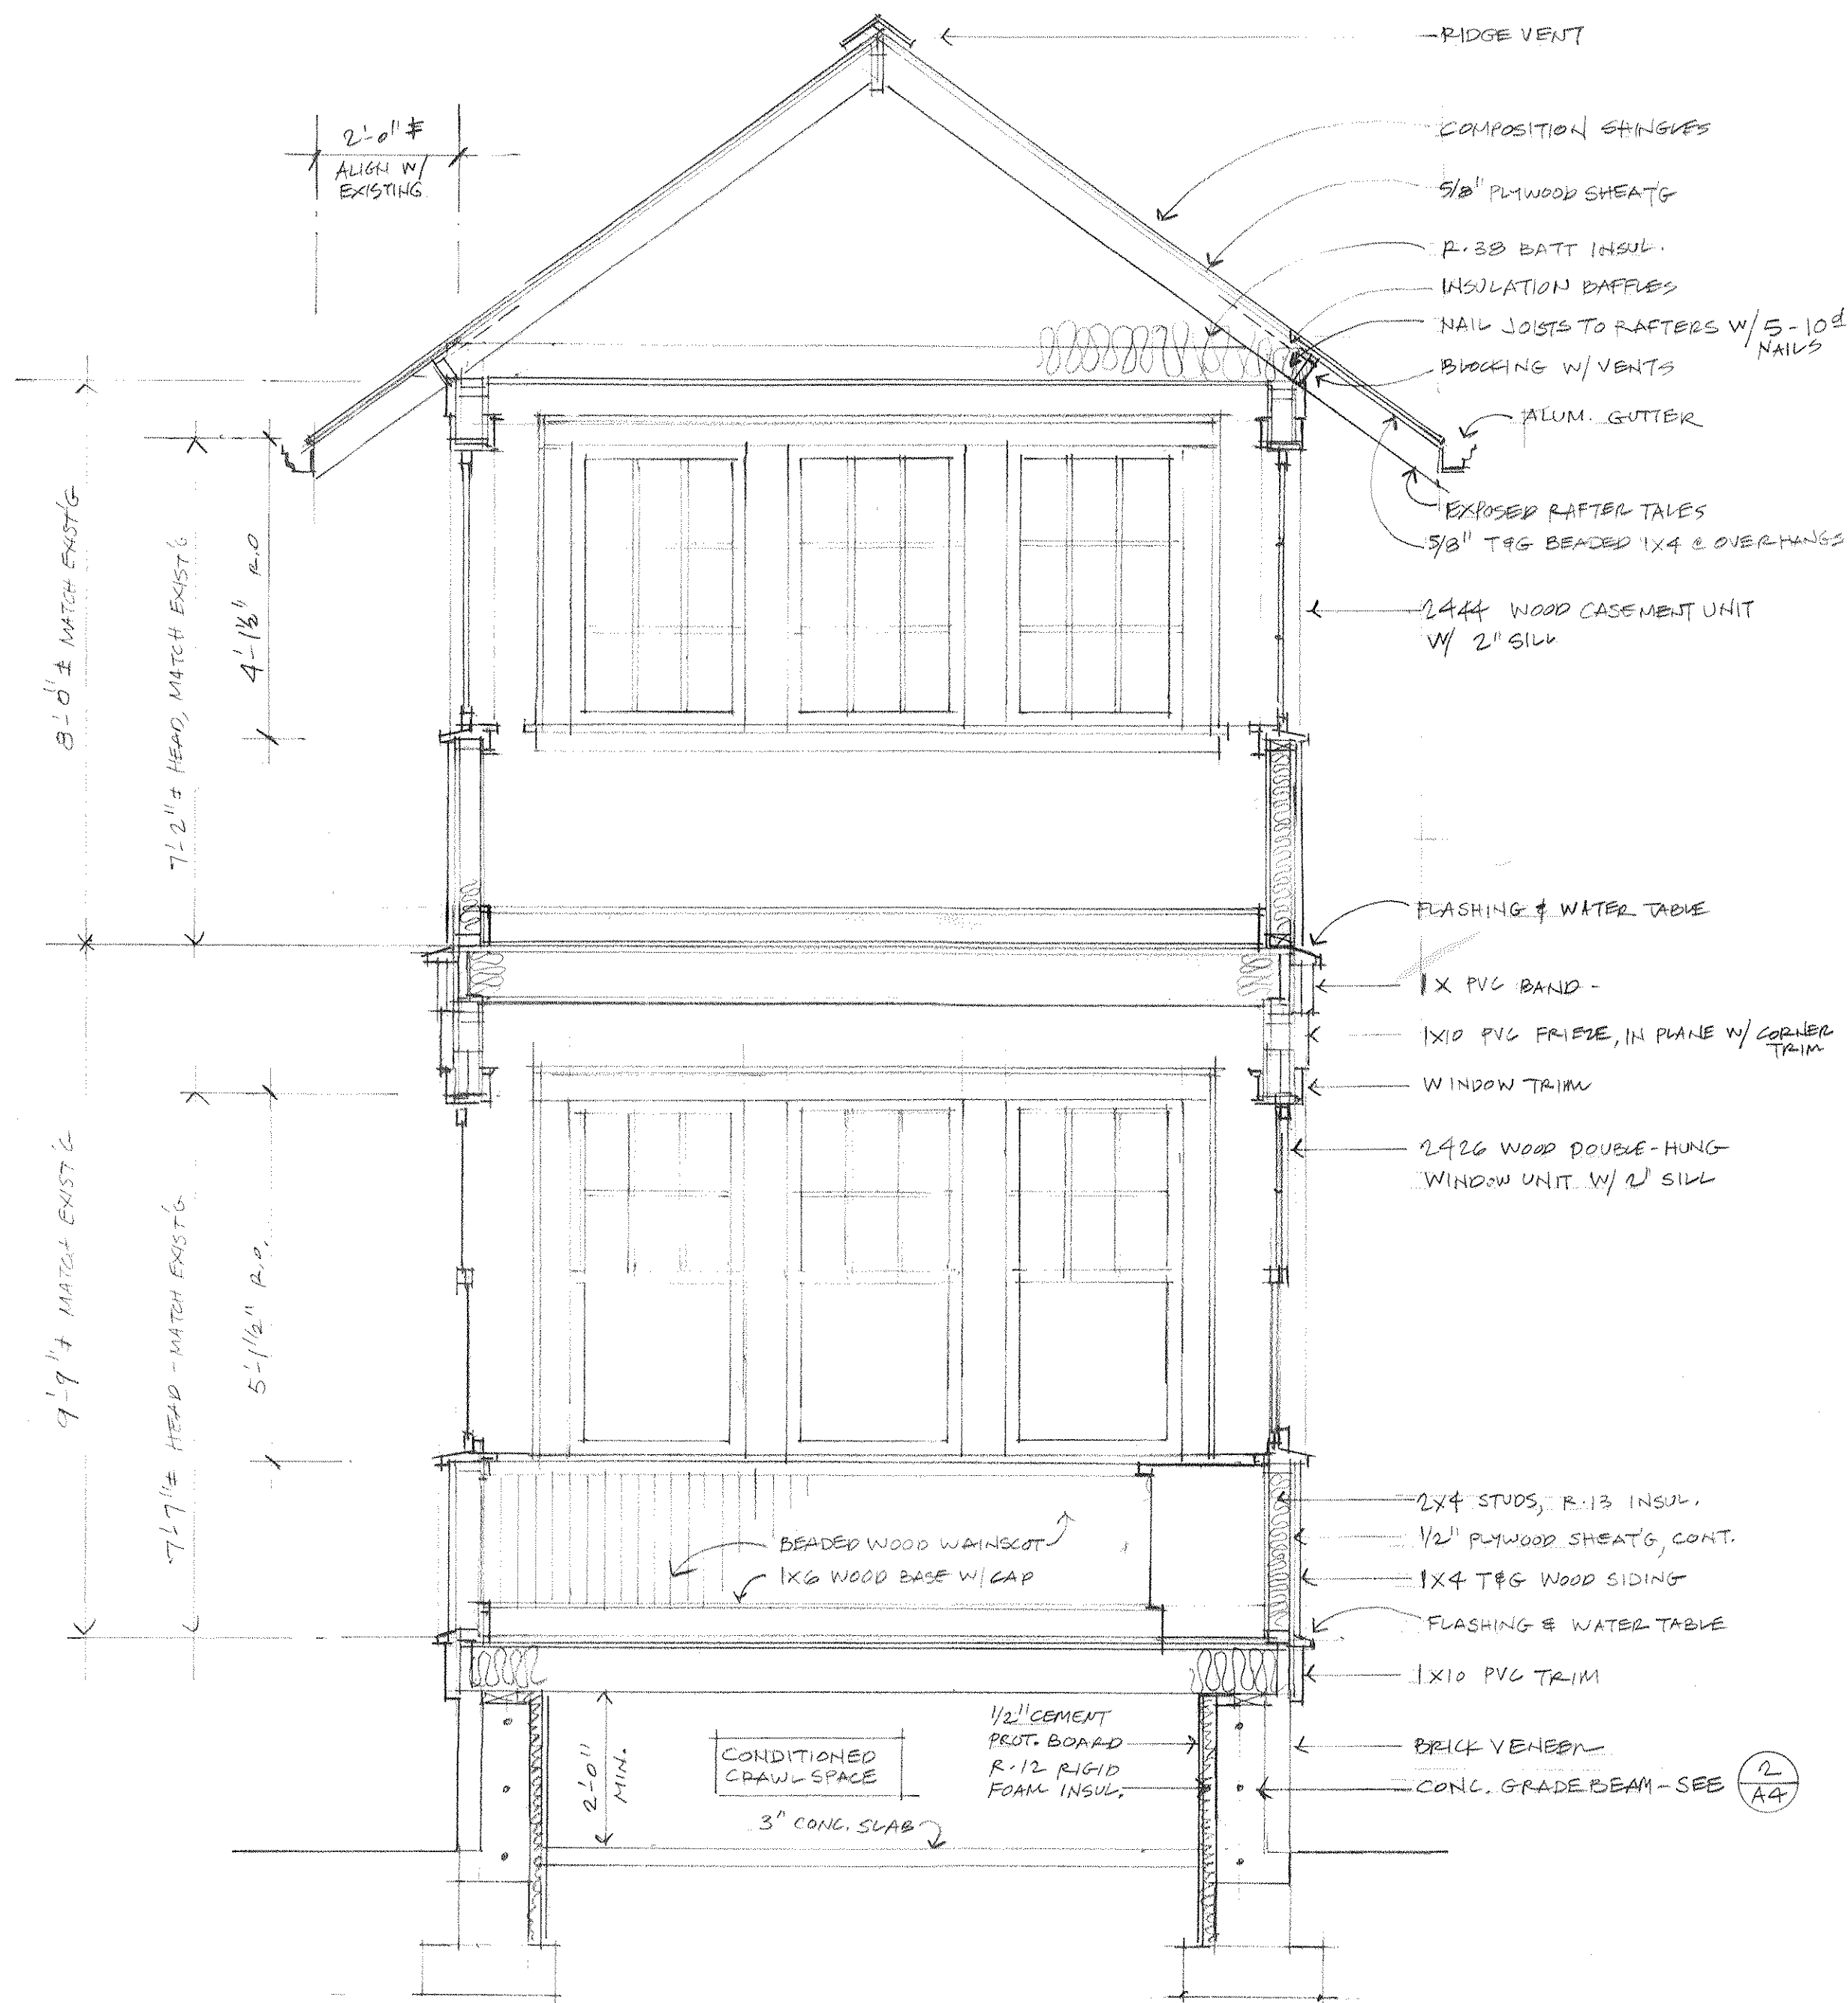 RIDGE VENT
2'-0" ±
ALIGN W/
EXISTING
COMPOSITION SHINGLES
5/8" PLYWOOD SHEAT'G
R-38 BATT INSUL.
INSULATION BAFFLES
NAIL JOISTS TO RAFTERS W/ 5-10d
NAILS
BLOCKING W/ VENTS
ALUM. GUTTER
EXPOSED RAFTER TALES
5/8" T&G BEADED 1X4 @ OVERHANGS
2444 WOOD CASEMENT UNIT
W/ 2" SILL
8'-0" ± MATCH EXIST'G
7'-2" ± HEAD, MATCH EXIST'G
4'-1½" R.O
FLASHING & WATER TABLE
1X PVC BAND -
1X10 PVC FRIEZE, IN PLANE W/ CORNER
TRIM
WINDOW TRIM
2426 WOOD DOUBLE-HUNG
WINDOW UNIT W/ 2" SILL
9'-9" ± MATCH EXIST'G
7'-7" ± HEAD - MATCH EXIST'G
5'-1 1/2" R.O.
2X4 STUDS, R-13 INSUL.
1/2" PLYWOOD SHEAT'G, CONT.
1X4 T&G WOOD SIDING
FLASHING & WATER TABLE
1X10 PVC TRIM
BEADED WOOD WAINSCOT
1X6 WOOD BASE W/ CAP
2'-0"
MIN.
CONDITIONED
CRAWL SPACE
3" CONC. SLAB
1/2" CEMENT
PROT. BOARD
R-12 RIGID
FOAM INSUL.
BRICK VENEER
CONC. GRADE BEAM - SEE
2
A4